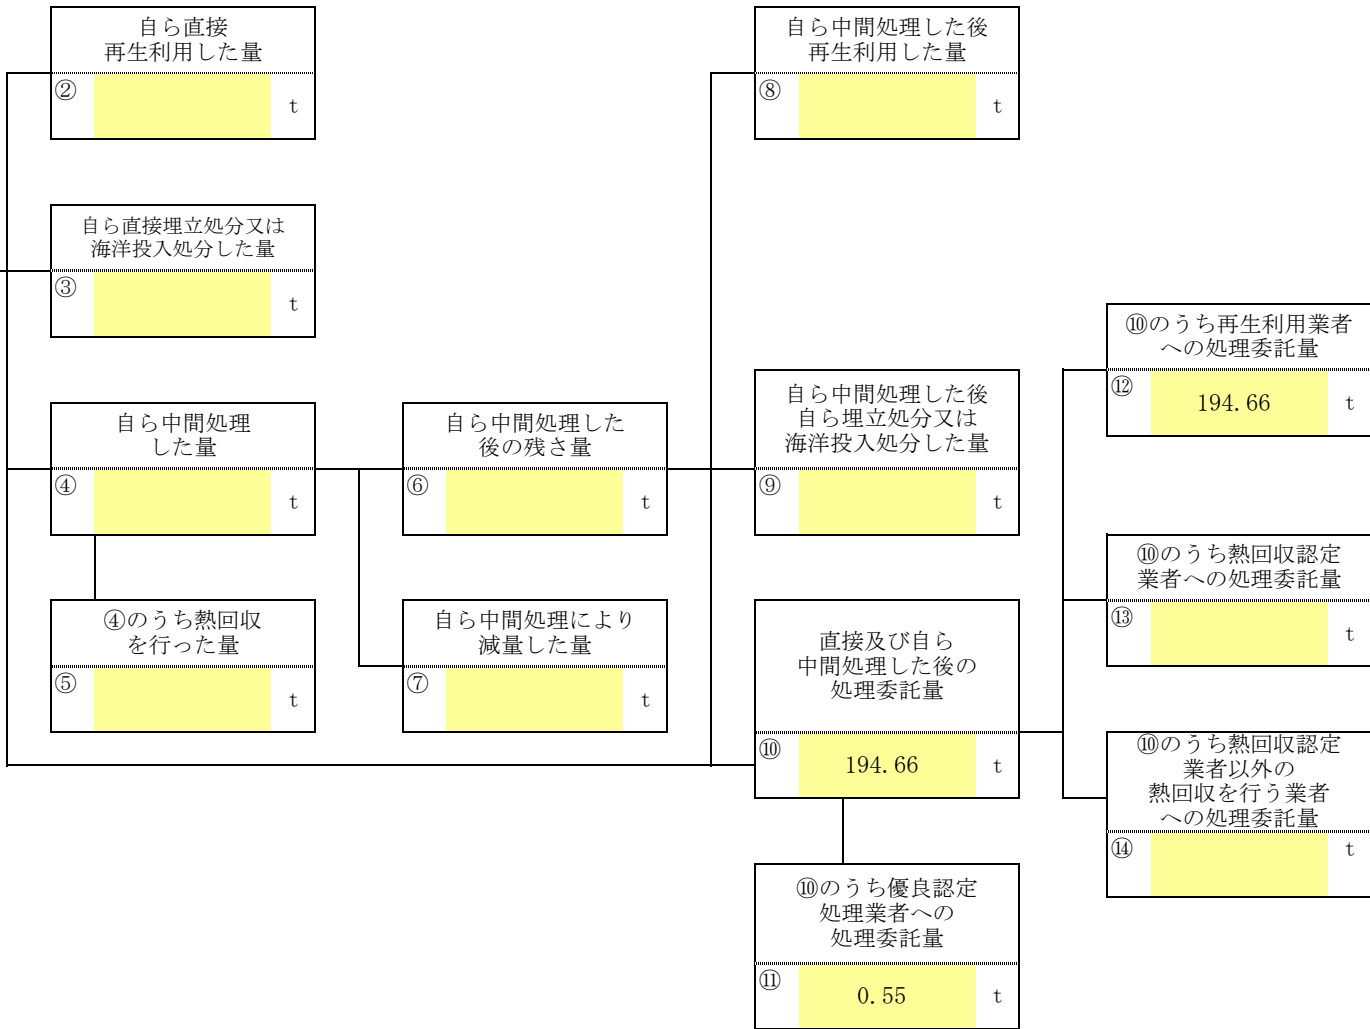 自ら直接
再生利用した量
② t
自ら直接埋立処分又は
海洋投入処分した量
③ t
自ら中間処理
した量
④ t
④のうち熱回収
を行った量
⑤ t
自ら中間処理した
後の残さ量
⑥ t
自ら中間処理により
減量した量
⑦ t
自ら中間処理した後
再生利用した量
⑧ t
自ら中間処理した後
自ら埋立処分又は
海洋投入処分した量
⑨ t
直接及び自ら
中間処理した後の
処理委託量
⑩ 194.66 t
⑩のうち優良認定
処理業者への
処理委託量
⑪ 0.55 t
⑩のうち再生利用業者
への処理委託量
⑫ 194.66 t
⑩のうち熱回収認定
業者への処理委託量
⑬ t
⑩のうち熱回収認定
業者以外の
熱回収を行う業者
への処理委託量
⑭ t